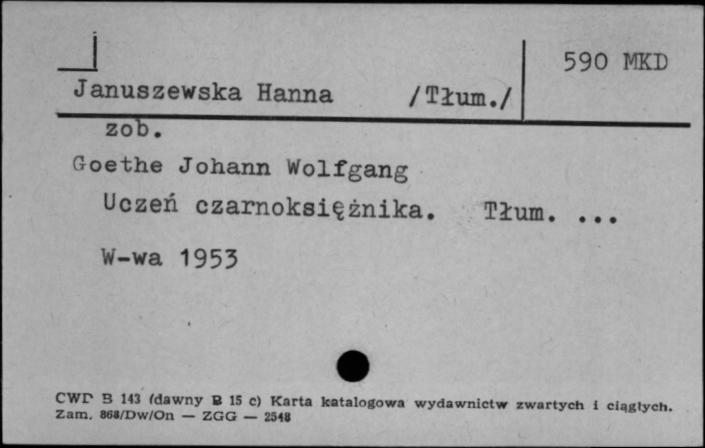 590 MKD
Januszewska Hanna /Tłum./
zob.
Goethe Johann Wolfgang
Uczeń czarnoksiężnika. Tłum. ...
W-wa 1953
CWD B 143 (dawny B 15 c) Karta katalogowa wydawnictw zwartych i ciągłych.
Zam. 868/Dw/On — ZGG — 2548